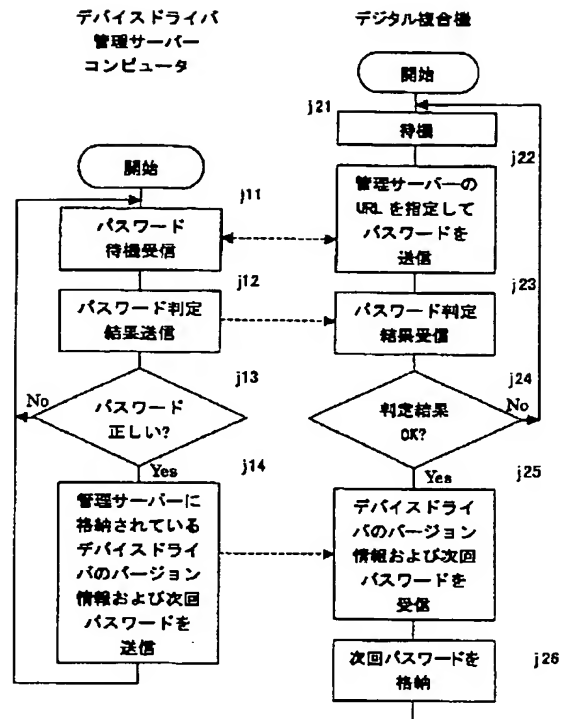 デバイスドライバ
管理サーバー
コンピュータ
開始
j11
パスワード
待機受信
j12
パスワード判定
結果送信
j13
No
パスワード
正しい?
Yes
j14
管理サーバーに
格納されている
デバイスドライ
バのバージョン
情報および次回
パスワードを
送信
デジタル複合機
開始
j21
待機
j22
管理サーバーの
URLを指定して
パスワードを
送信
j23
パスワード判定
結果受信
j24
判定結果
OK?
No
Yes
j25
デバイスドライ
バのバージョン
情報および次回
パスワードを
受信
次回パスワードを
格納
j26